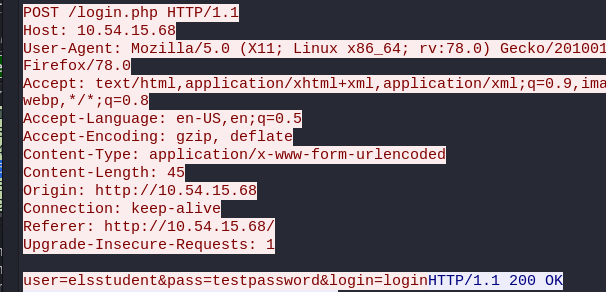 POST /login.php HTTP/1.1
Host: 10.54.15.68
User-Agent: Mozilla/5.0 (X11; Linux x86_64; rv:78.0) Gecko/201001
Firefox/78.0
Accept: text/html,application/xhtml+xml,application/xml;q=0.9,ima
webp,*/*;q=0.8
Accept-Language: en-US,en;q=0.5
Accept-Encoding: gzip, deflate
Content-Type: application/x-www-form-urlencoded
Content-Length: 45
Origin: http://10.54.15.68
Connection: keep-alive
Referer: http://10.54.15.68/
Upgrade-Insecure-Requests: 1
user=elsstudent&pass=testpassword&login=loginHTTP/1.1 200 OK